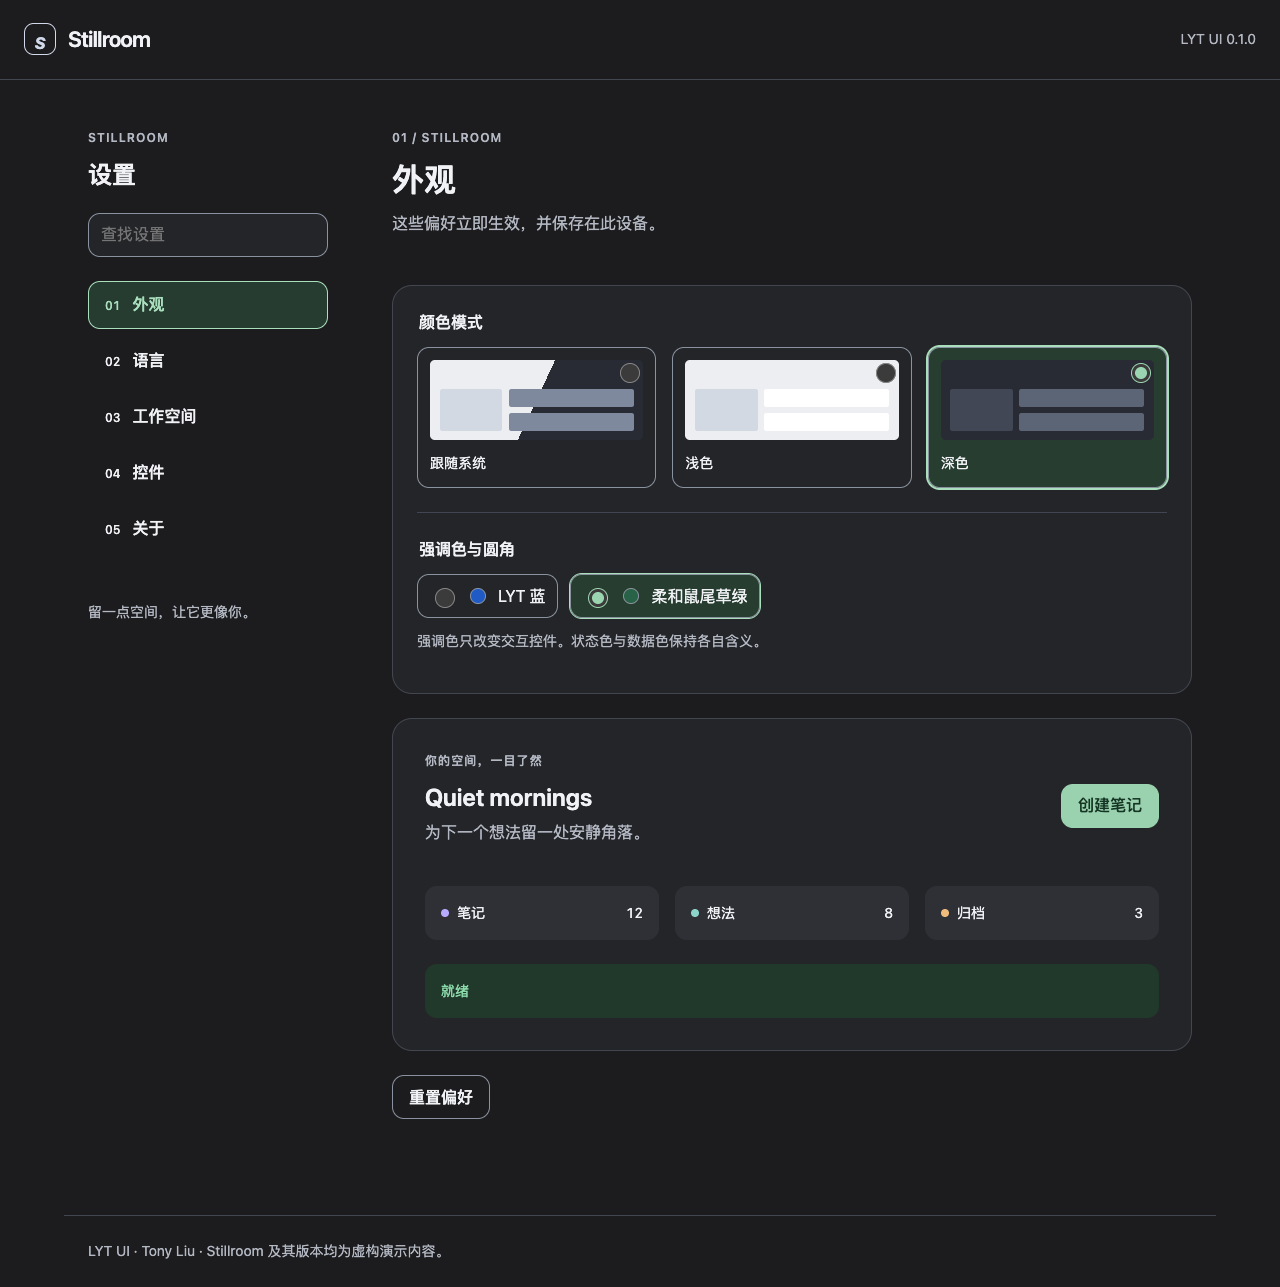 S Stillroom
LYT UI 0.1.0
STILLROOM
设置
查找设置
01 外观
02 语言
03 工作空间
04 控件
05 关于
留一点空间，让它更像你。
01 / STILLROOM
外观
这些偏好立即生效，并保存在此设备。
颜色模式
跟随系统
浅色
深色
强调色与圆角
LYT 蓝
柔和鼠尾草绿
强调色只改变交互控件。状态色与数据色保持各自含义。
你的空间，一目了然
Quiet mornings
为下一个想法留一处安静角落。
创建笔记
笔记 12
想法 8
归档 3
就绪
重置偏好
LYT UI · Tony Liu · Stillroom 及其版本均为虚构演示内容。